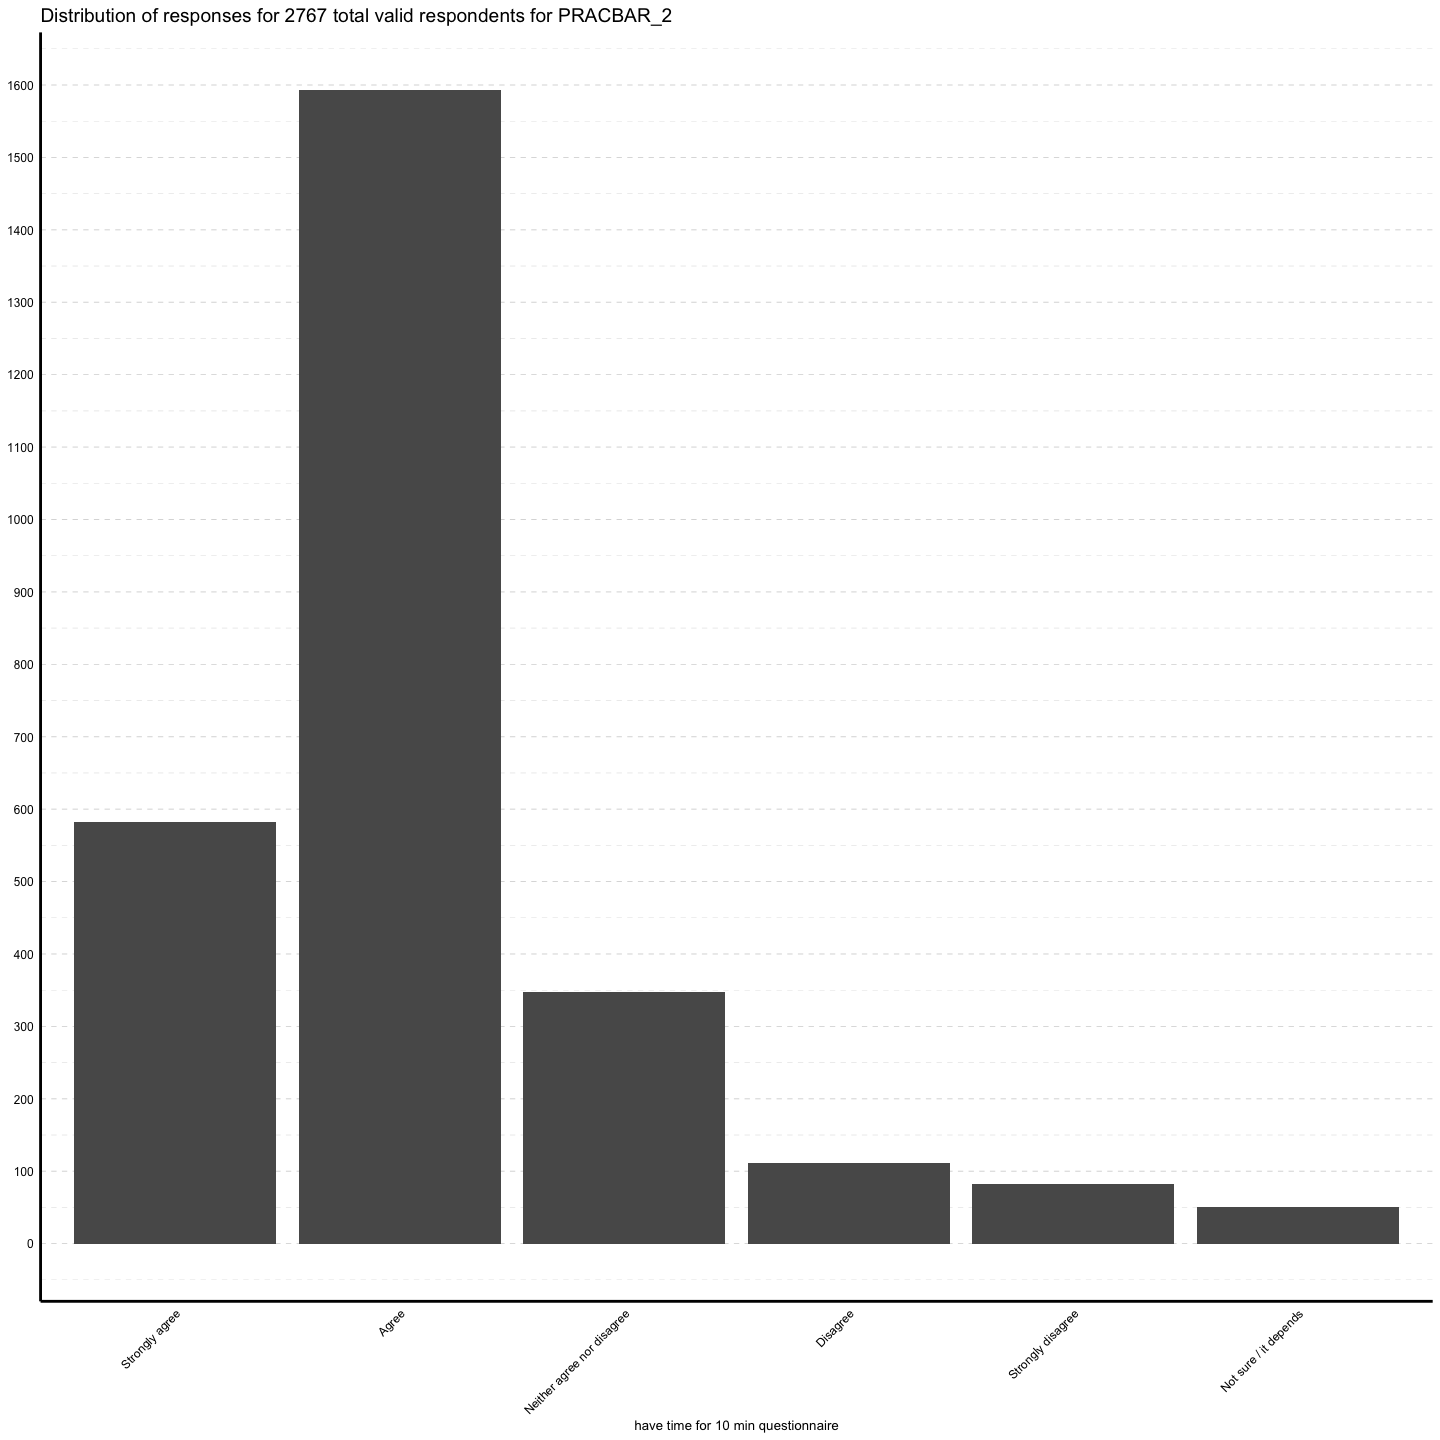 Distribution of responses for 2767 total valid respondents for PRACBAR_2
1600
1500
1400
1300
1200
1100
1000
900
800
700
600
500
400
300
200
100
0
Strongly agree
Agree
Neither agree nor disagree
Disagree
Strongly disagree
Not sure / it depends
have time for 10 min questionnaire